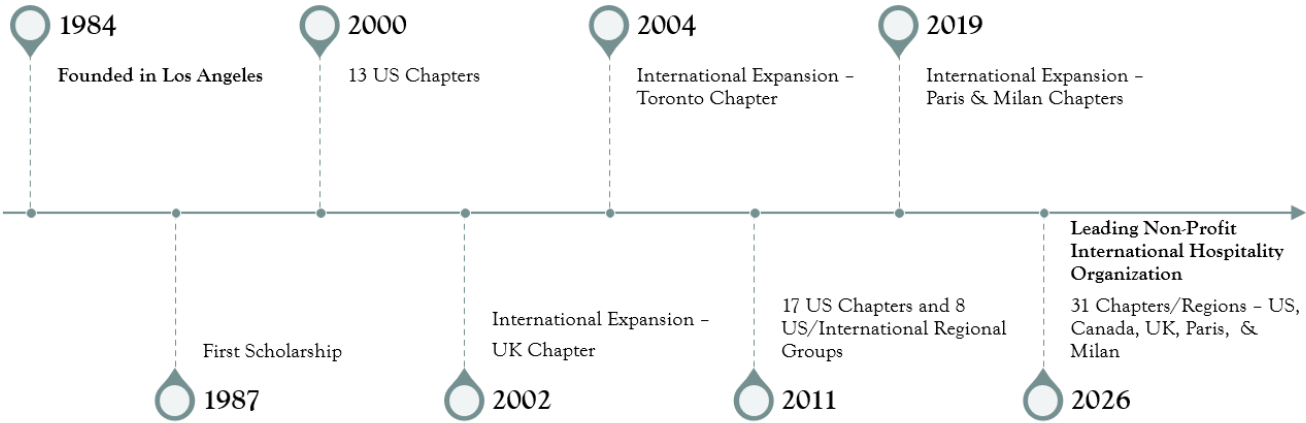 1984
Founded in Los Angeles
1987
First Scholarship
2000
13 US Chapters
2002
International Expansion –
UK Chapter
2004
International Expansion –
Toronto Chapter
2011
17 US Chapters and 8
US/International Regional
Groups
2019
International Expansion –
Paris & Milan Chapters
2026
Leading Non-Profit
International Hospitality
Organization
31 Chapters/Regions – US,
Canada, UK, Paris, &
Milan